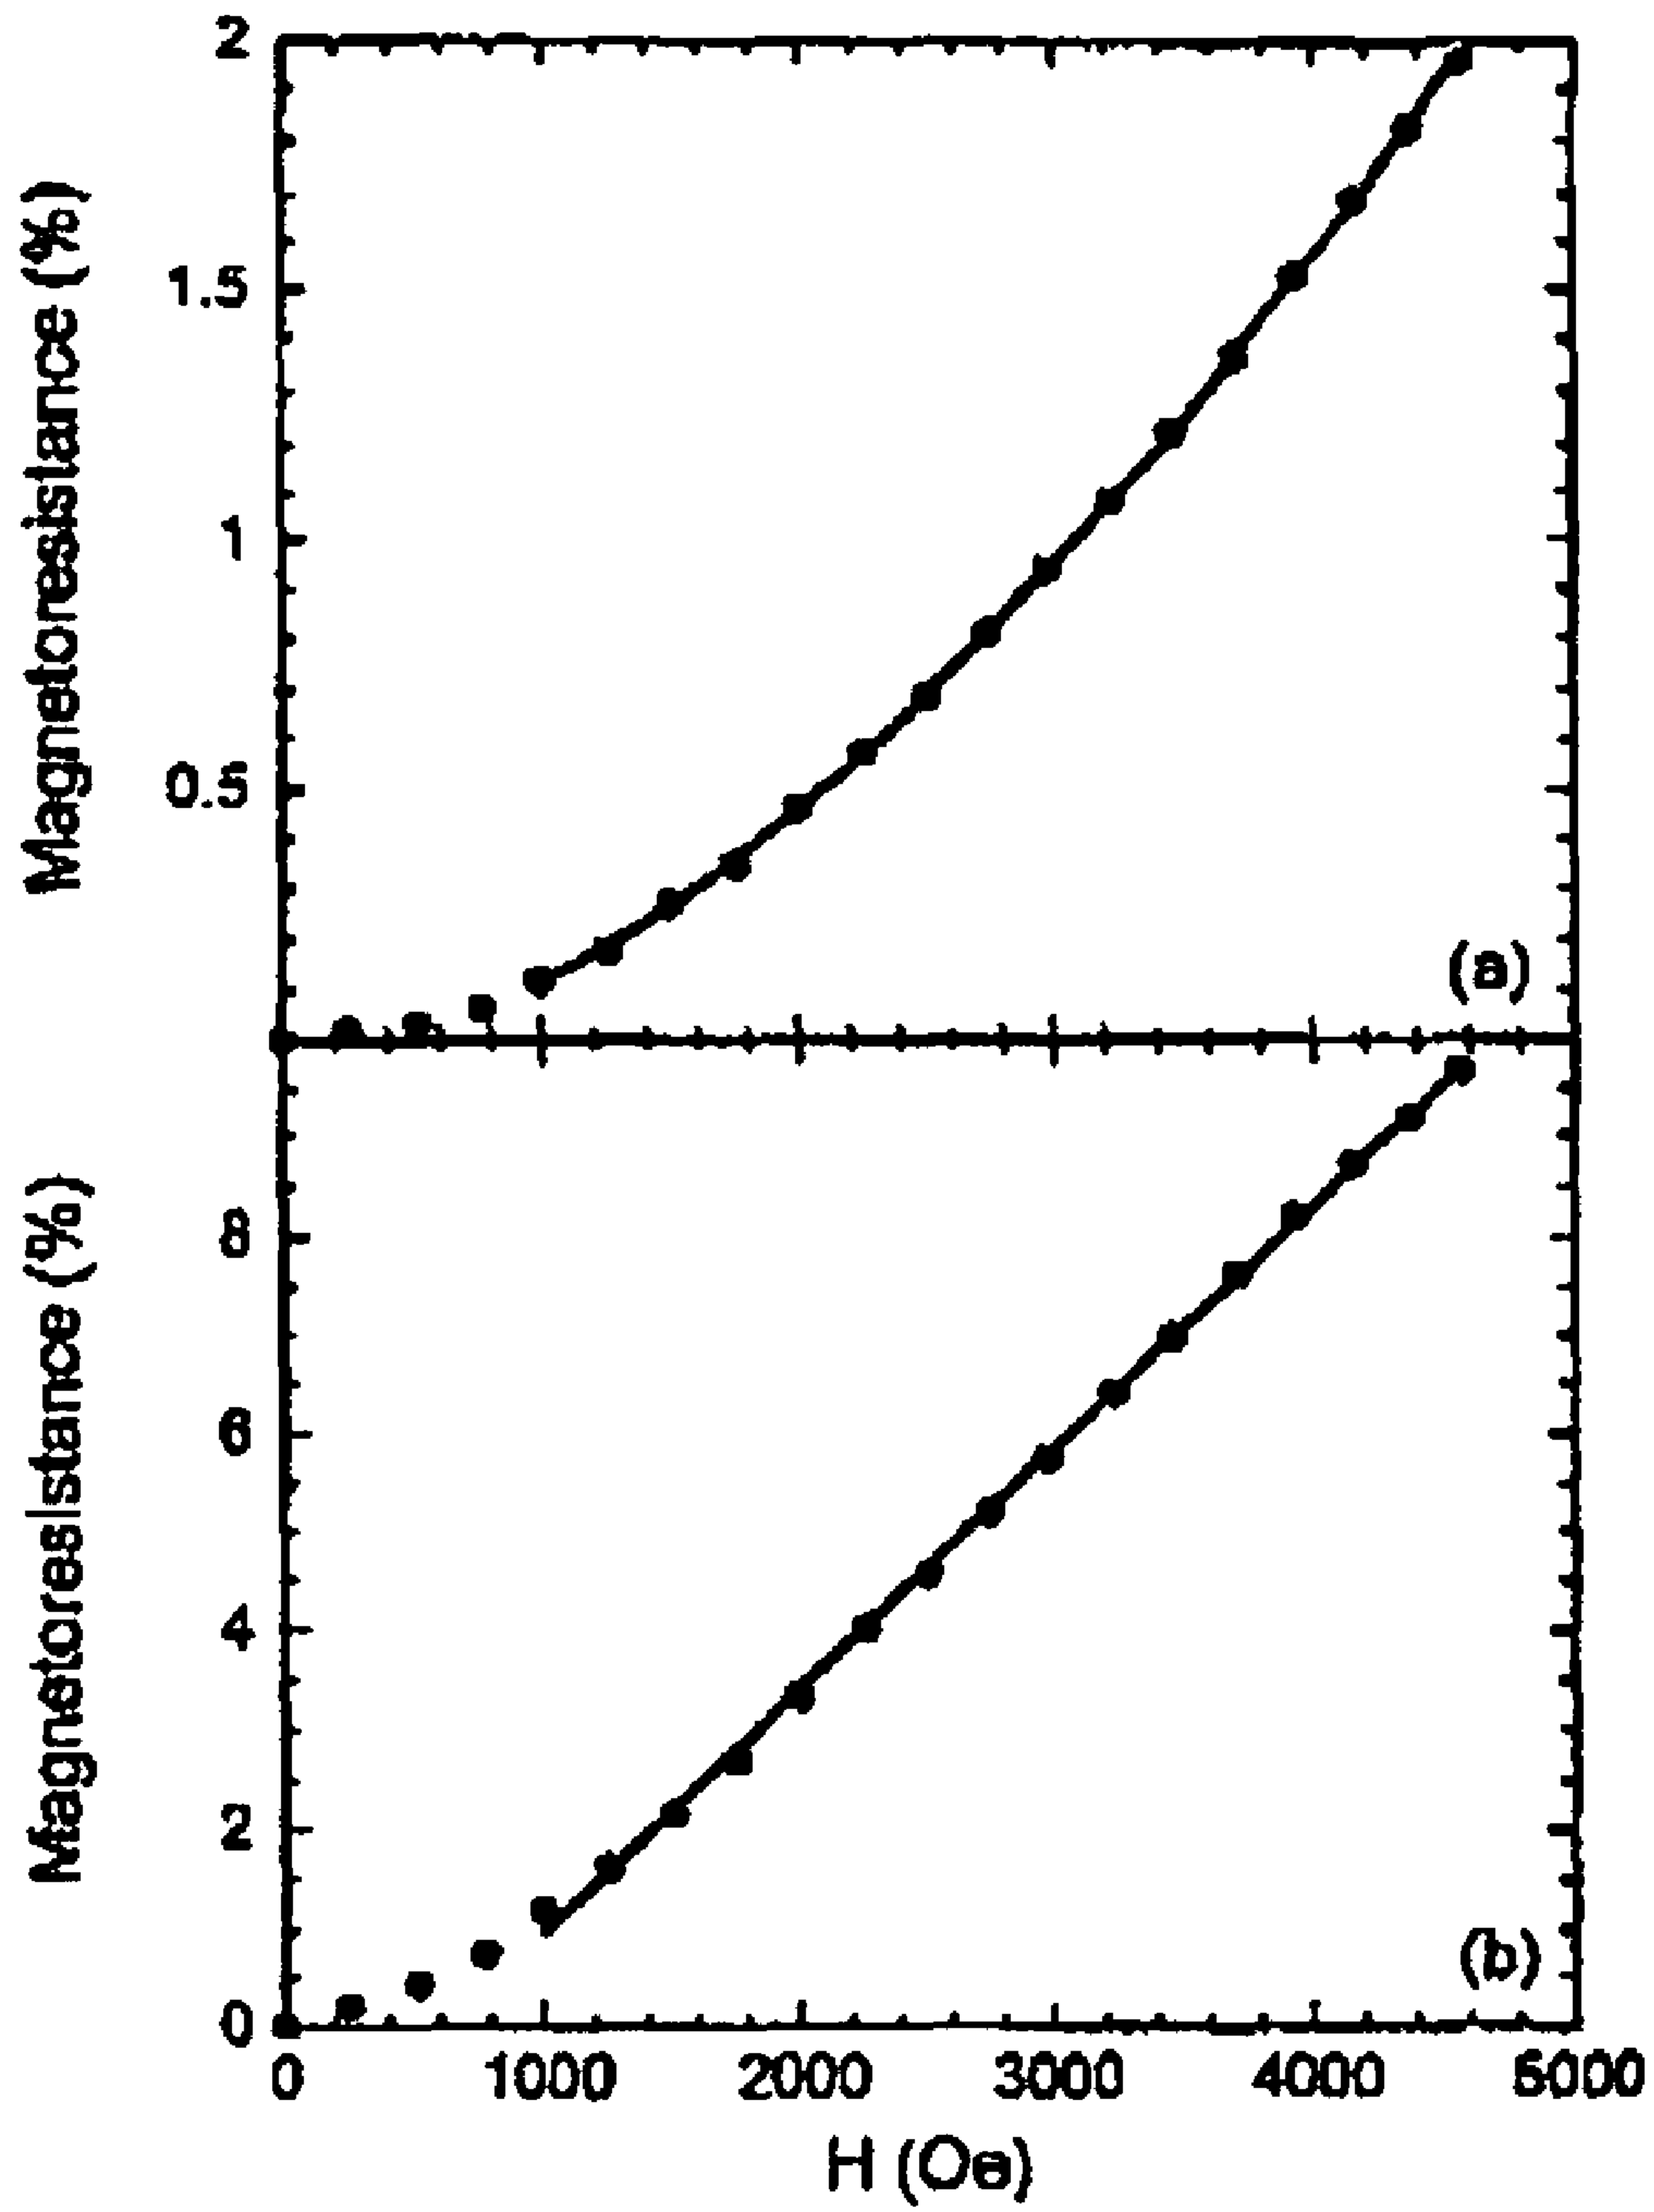 Magnetoresistance (%)
2
1.5
1
0.5
(a)
Magnetoresistance (%)
8
6
4
2
0
(b)
0 1000 2000 3000 4000 5000
H (Oe)